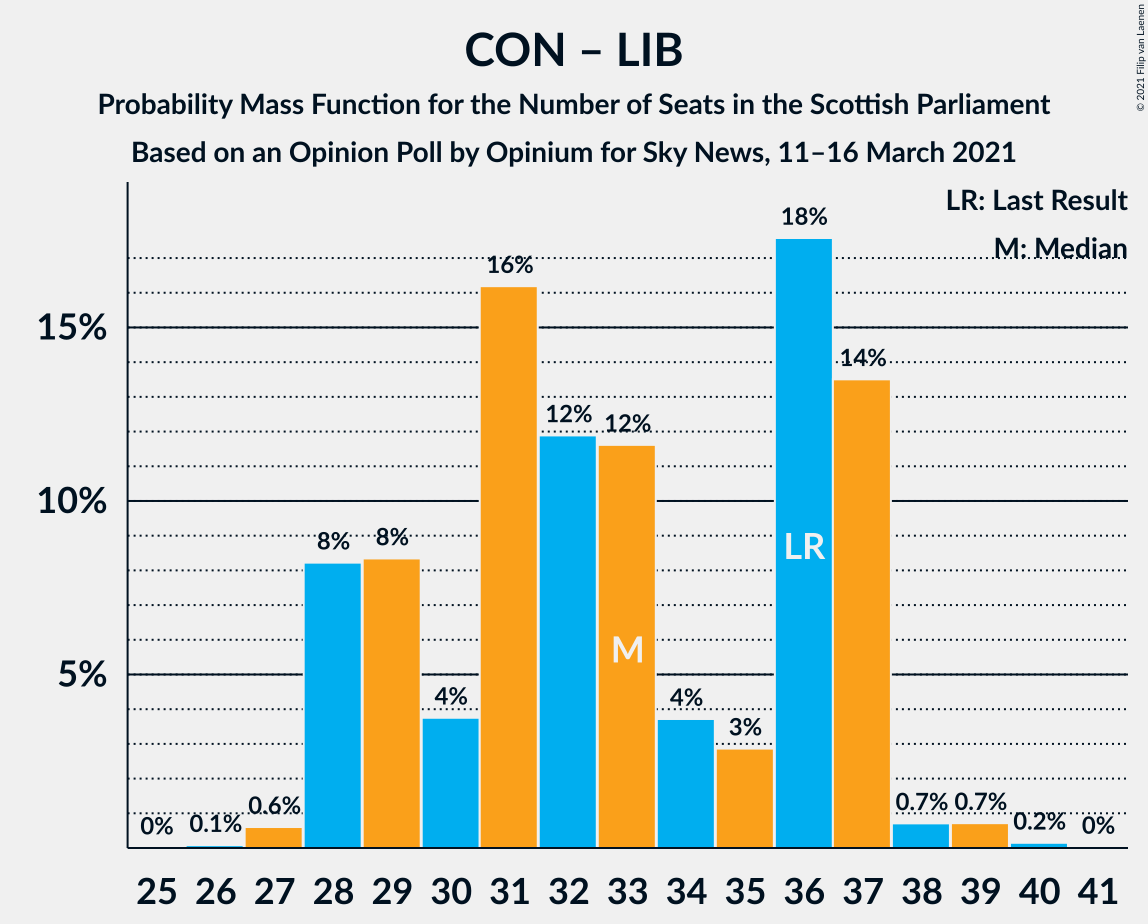 CON – LIB
Probability Mass Function for the Number of Seats in the Scottish Parliament
Based on an Opinion Poll by Opinium for Sky News, 11–16 March 2021
© 2021 Filip van Laenen
LR: Last Result
M: Median
15%
10%
5%
0% 0.1% 0.6% 8% 8% 4% 16% 12% 12% 4% 3% 18% 14% 0.7% 0.7% 0.2% 0%
LR
M
25 26 27 28 29 30 31 32 33 34 35 36 37 38 39 40 41